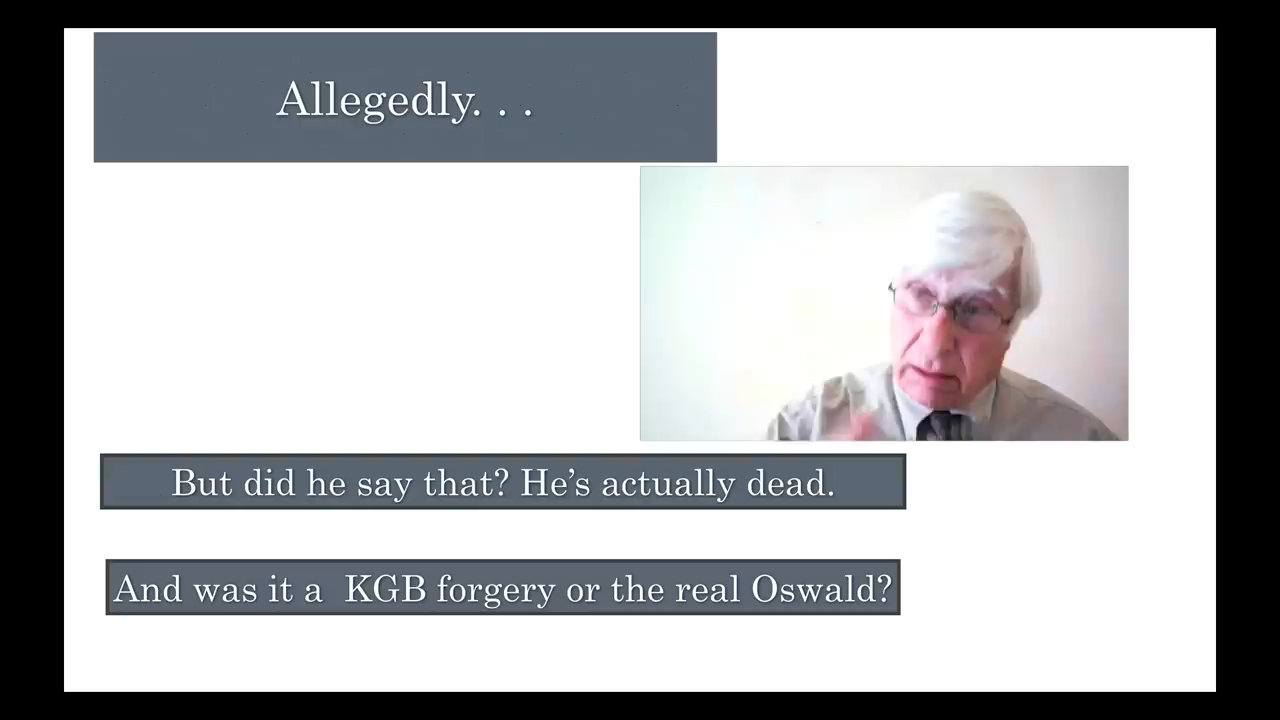 Allegedly. . .
But did he say that? He’s actually dead.
And was it a  KGB forgery or the real Oswald?